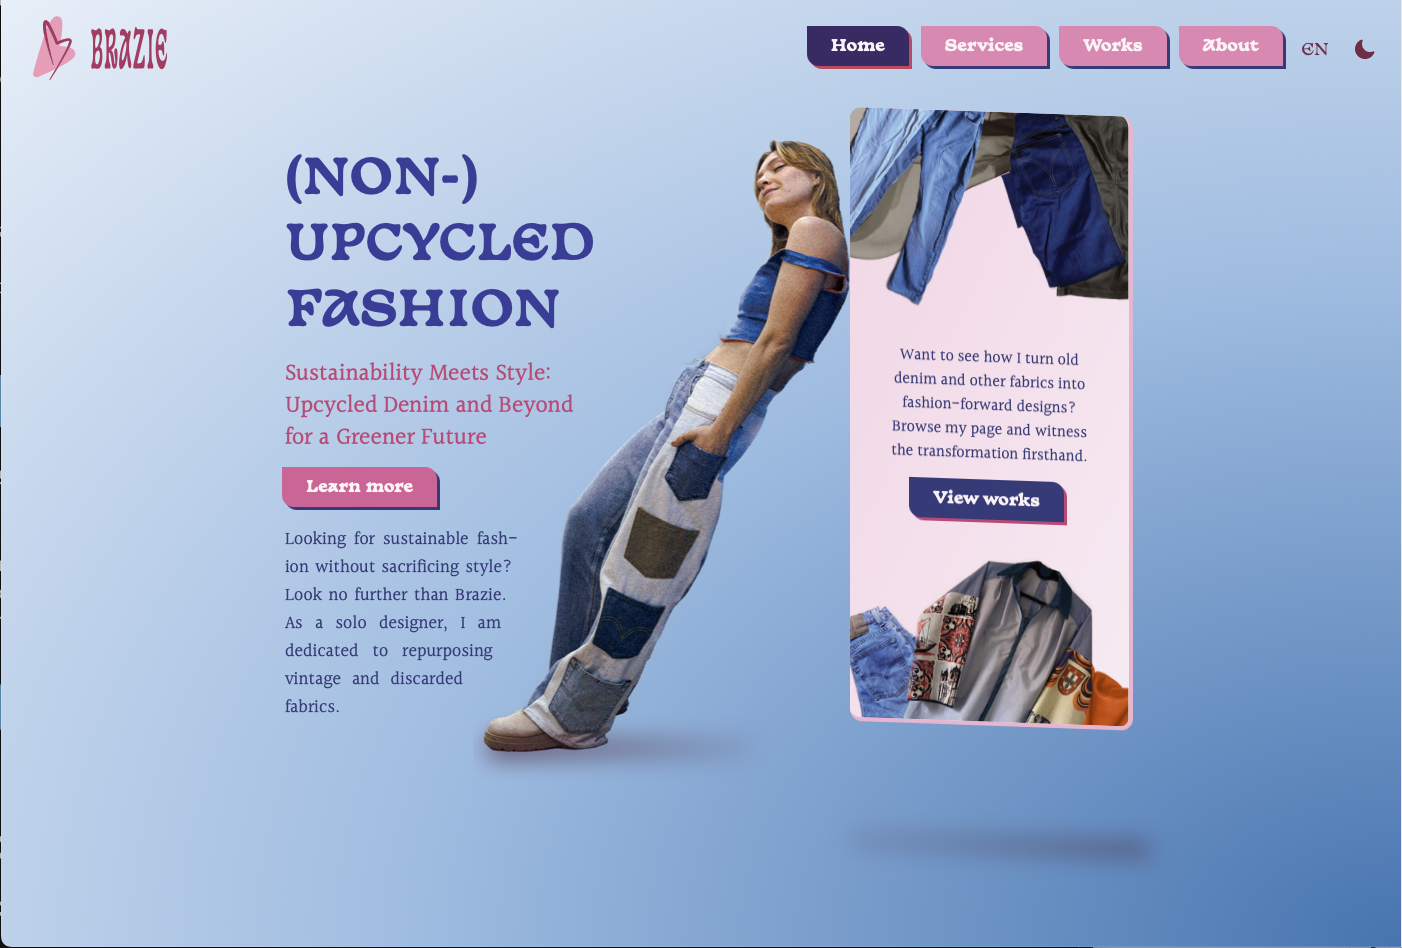 BRAZIE
Home
Services
Works
About
EN
(NON-)
UPCYCLED
FASHION
Sustainability Meets Style:
Upcycled Denim and Beyond
for a Greener Future
Learn more
Looking for sustainable fash-
ion without sacrificing style?
Look no further than Brazie.
As a solo designer, I am
dedicated to repurposing
vintage and discarded
fabrics.
Want to see how I turn old
denim and other fabrics into
fashion-forward designs?
Browse my page and witness
the transformation firsthand.
View works